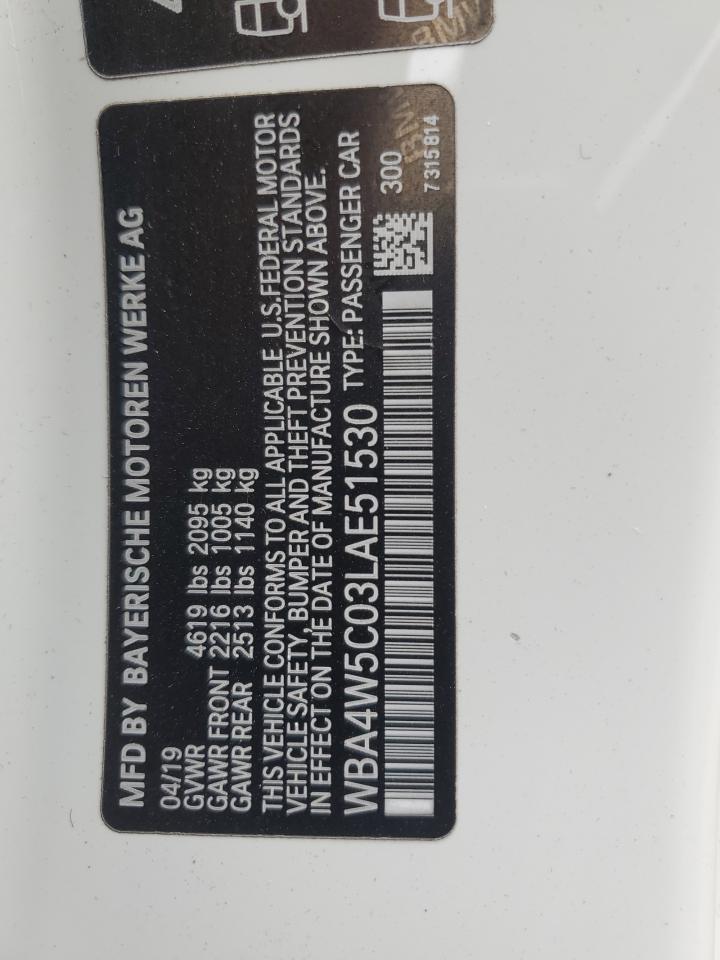 MFD BY BAYERISCHE MOTOREN WERKE AG
04/19
GVWR 4619 lbs 2095 kg
GAWR FRONT 2216 lbs 1005 kg
GAWR REAR 2513 lbs 1140 kg
THIS VEHICLE CONFORMS TO ALL APPLICABLE U.S.FEDERAL MOTOR
VEHICLE SAFETY, BUMPER AND THEFT PREVENTION STANDARDS
IN EFFECT ON THE DATE OF MANUFACTURE SHOWN ABOVE.
WBA4W5C03LAE51530 TYPE: PASSENGER CAR
300
7 315 814